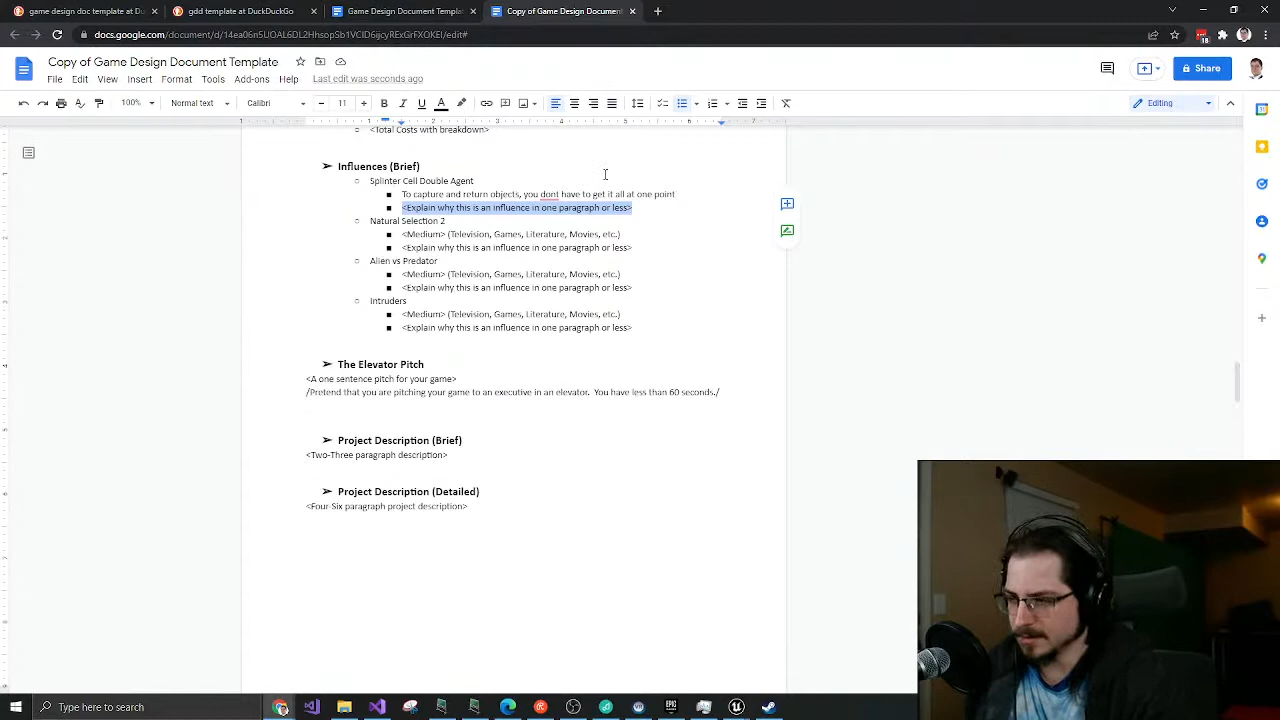 game design doc template at Du
gdd template at DuckDuckGo
Game Design Document Templat
Copy of Game Design Document
docs.google.com/document/d/
Copy of Game Design Document Template
File Edit View Insert Format Tools Add-ons Help Last edit was seconds ago
Share
100% Normal text Calibri 11 Editing
<Total Costs with breakdown>
➢ Influences (Brief)
Splinter Cell Double Agent
To capture and return objects, you dont have to get it all at one point
<Explain why this is an influence in one paragraph or less>
Natural Selection 2
<Medium> (Television, Games, Literature, Movies, etc.)
<Explain why this is an influence in one paragraph or less>
Alien vs Predator
<Medium> (Television, Games, Literature, Movies, etc.)
<Explain why this is an influence in one paragraph or less>
Intruders
<Medium> (Television, Games, Literature, Movies, etc.)
<Explain why this is an influence in one paragraph or less>
➢ The Elevator Pitch
<A one sentence pitch for your game>
/Pretend that you are pitching your game to an executive in an elevator. You have less than 60 seconds./
➢ Project Description (Brief)
<Two-Three paragraph description>
➢ Project Description (Detailed)
<Four-Six paragraph project description>
Type here to search